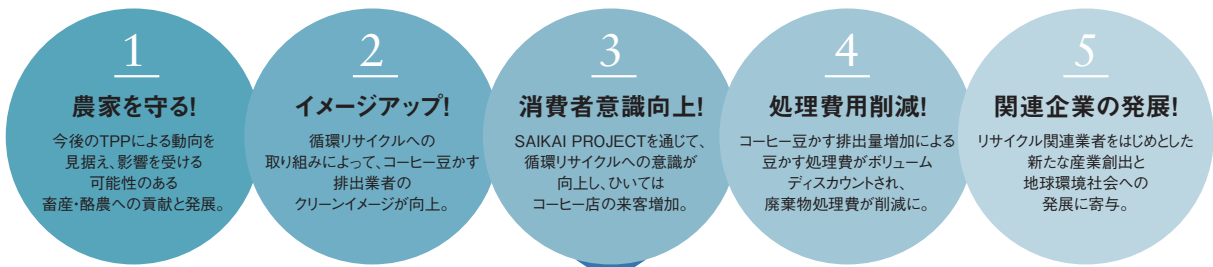 1
農家を守る!
今後のTPPによる動向を
見据え、影響を受ける
可能性のある
畜産・酪農への貢献と発展。
2
イメージアップ!
循環リサイクルへの
取り組みによって、コーヒー豆かす
排出業者の
クリーンイメージが向上。
3
消費者意識向上!
SAIKAI PROJECTを通じて、
循環リサイクルへの意識が
向上し、ひいては
コーヒー店の来客増加。
4
処理費用削減!
コーヒー豆かす排出量増加による
豆かす処理費がボリューム
ディスカウントされ、
廃棄物処理費が削減に。
5
関連企業の発展!
リサイクル関連業者をはじめとした
新たな産業創出と
地球環境社会への
発展に寄与。